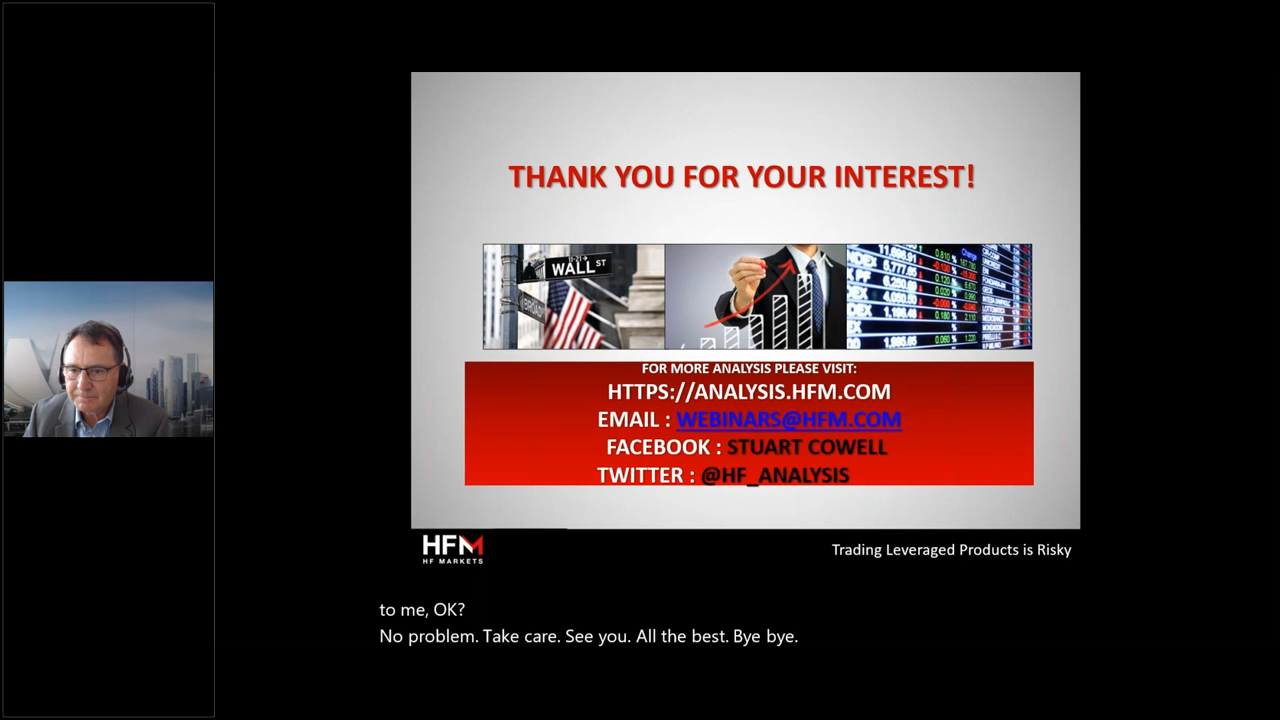 THANK YOU FOR YOUR INTEREST!
WALL ST
BROAD
FOR MORE ANALYSIS PLEASE VISIT:
HTTPS://ANALYSIS.HFM.COM
EMAIL : WEBINARS@HFM.COM
FACEBOOK : STUART COWELL
TWITTER : @HF_ANALYSIS
HFM
HF MARKETS
Trading Leveraged Products is Risky
to me, OK?
No problem. Take care. See you. All the best. Bye bye.